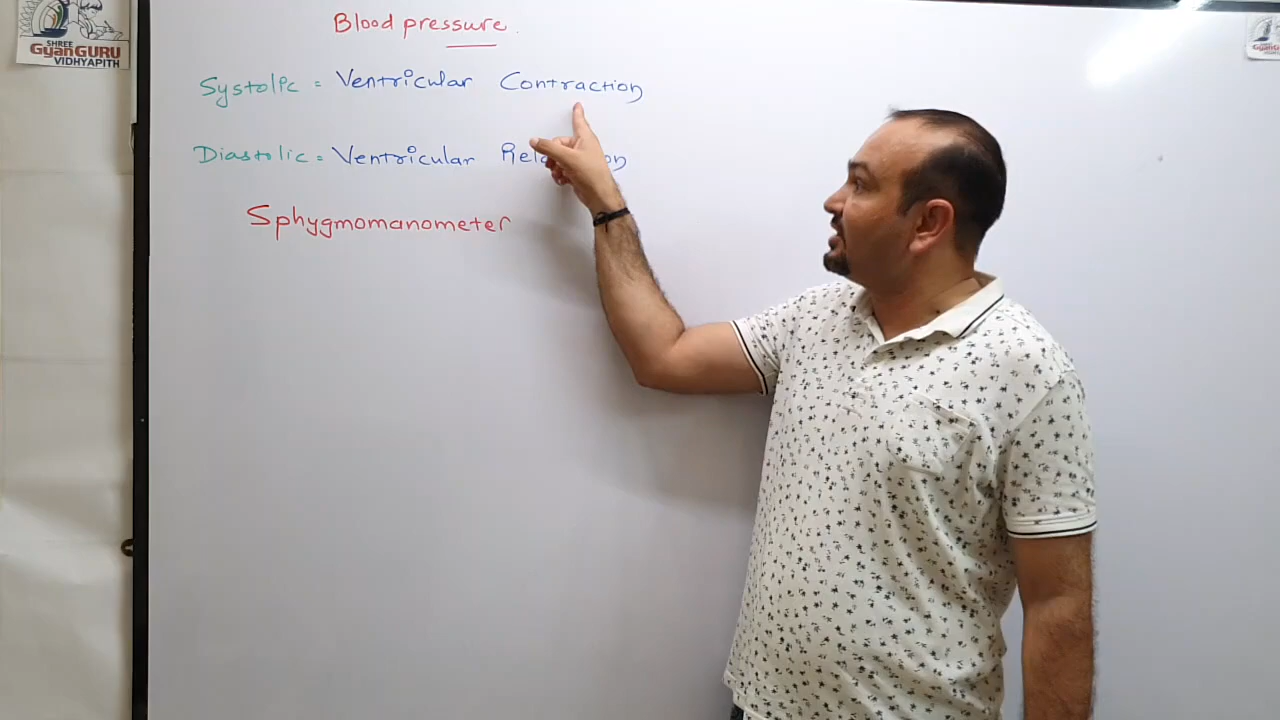 SHREE
GyanGURU
VIDHYAPITH
Blood pressure.
Systolic = Ventricular Contraction
Diastolic = Ventricular
Sphygmomanometer